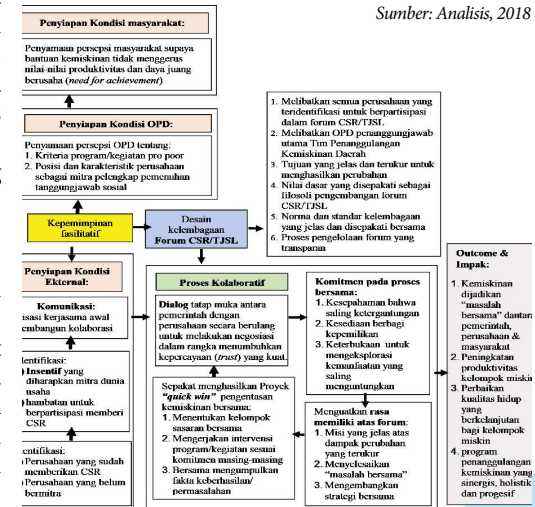 Sumber: Analisis, 2018
Penyiapan Kondisi masyarakat:
Penyamaan persepsi masyarakat supaya
bantuan kemiskinan tidak menggerus
nilai-nilai produktivitas dan daya juang
berusaha (need for achievement)
Penyiapan Kondisi OPD:
Penyamaan persepsi OPD tentang:
1. Kriteria program/kegiatan pro poor
2. Posisi dan karakteristik perusahaan
sebagai mitra pelengkap pemenuhan
tanggungjawab sosial
1. Melibatkan semua perusahaan yang
teridentifikasi untuk berpartisipasi
dalam forum CSR/TJSL
2. Melibatkan OPD penanggungjawab
utama Tim Penanggulangan
Kemiskinan Daerah
3. Tujuan yang jelas dan terukur untuk
menghasilkan perubahan
4. Nilai dasar yang disepakati sebagai
filosofi pengembangan forum
CSR/TJSL
5. Norma dan standar kelembagaan
yang jelas dan disepakati bersama
6. Proses pengelolaan forum yang
transparan
Kepemimpinan
fasilitatif
Desain
kelembagaan
Forum CSR/TJSL
Penyiapan Kondisi
Ekternal:
Komunikasi:
isasi kerjasama awal
embangun kolaborasi
dentifikasi:
) Insentif yang
diharapkan mitra dunia
usaha
) hambatan untuk
berpartisipasi memberi
CSR
entifikasi:
) Perusahaan yang sudah
memberikan CSR
) Perusahaan yang belum
bermitra
Proses Kolaboratif
Dialog tatap muka antara
pemerintah dengan
perusahaan secara berulang
untuk melakukan negosiasi
dalam rangka menumbuhkan
kepercayaan (trust) yang kuat.
Sepakat menghasilkan Proyek
"quick win" pengentasan
kemiskinan bersama:
1. Menentukan kelompok
sasaran bersama
2. Mengerjakan intervensi
program/kegiatan sesuai
komitmen masing-masing
3. Bersama mengumpulkan
fakta keberhasilan/
permasalahan
Komitmen pada proses
bersama:
1. Kesepahaman bahwa
saling ketergantungan
2. Kesediaan berbagi
kepemilikan
3. Keterbukaan untuk
mengeksplorasi
kemanfaatan yang
saling
menguntungkan
Menguatkan rasa
memiliki atas forum:
1. Misi yang jelas atas
dampak perubahan
yang terukur
2. Menyelesaikan
"masalah bersama"
3. Mengembangkan
strategi bersama
Outcome &
Impak:
1. Kemiskinan
dijadikan
"masalah
bersama" dantara
pemerintah,
perusahaan &
masyarakat
2. Peningkatan
produktivitas
kelompok miskin
3. Perbaikan
kualitas hidup
yang
berkelanjutan
bagi kelompok
miskin
4. program
penanggulangan
kemiskinan yang
sinergis, holistik
dan progesif